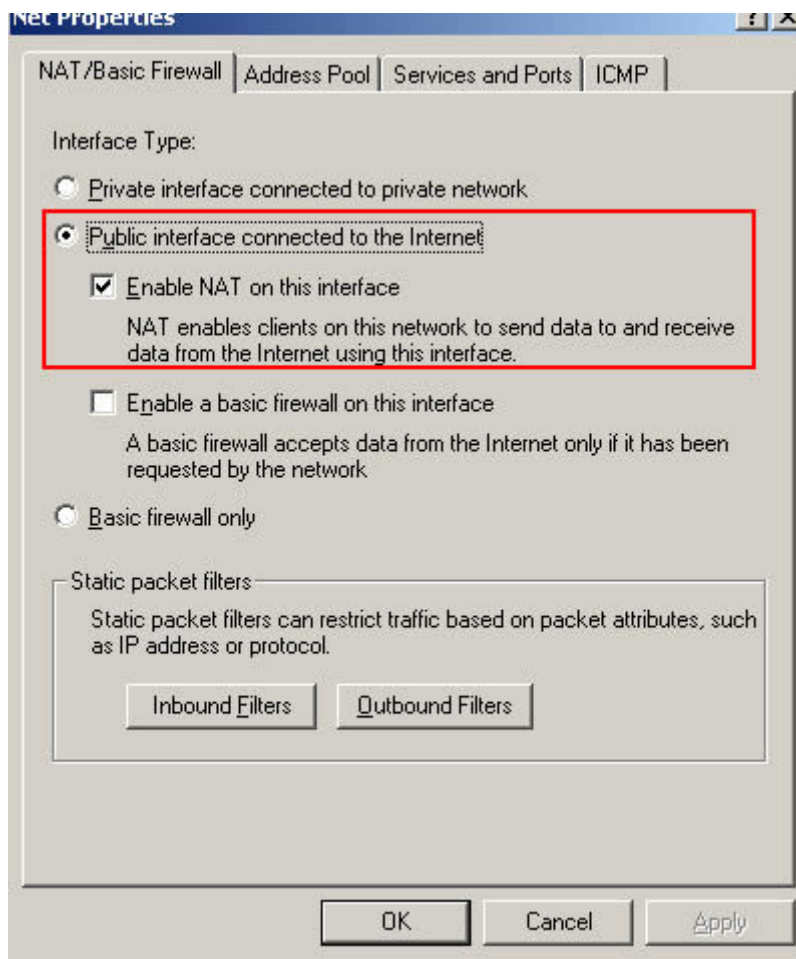 Net Properties
NAT/Basic Firewall Address Pool Services and Ports ICMP
Interface Type:
Private interface connected to private network
Public interface connected to the Internet
Enable NAT on this interface
NAT enables clients on this network to send data to and receive
data from the Internet using this interface.
Enable a basic firewall on this interface
A basic firewall accepts data from the Internet only if it has been
requested by the network
Basic firewall only
Static packet filters
Static packet filters can restrict traffic based on packet attributes, such
as IP address or protocol.
Inbound Filters Outbound Filters
OK Cancel Apply